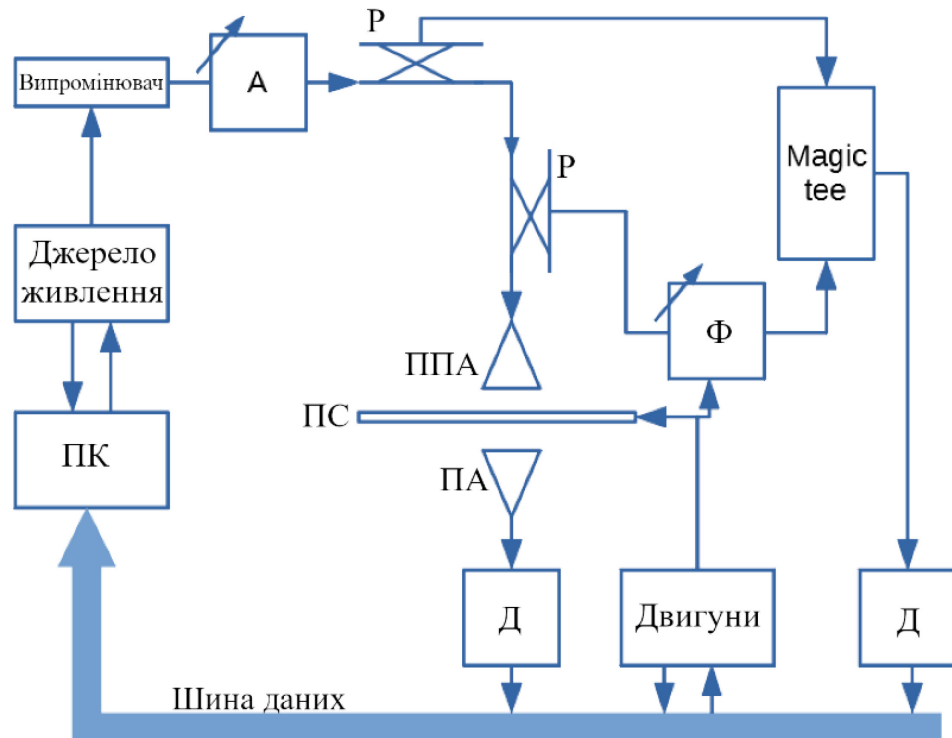 Р
Випромінювач
А
Magic
tee
Р
Джерело
живлення
Ф
ППА
ПС
ПК
ПА
Д
Двигуни
Д
Шина даних